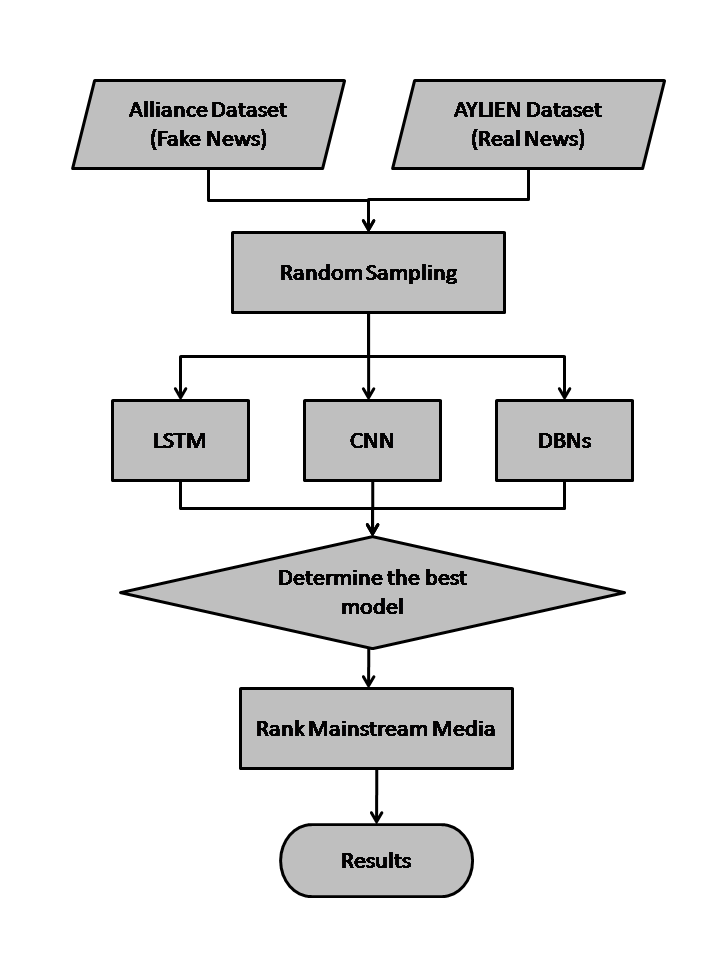 Alliance Dataset
(Fake News)
AYLIEN Dataset
(Real News)
Random Sampling
LSTM
CNN
DBNs
Determine the best
model
Rank Mainstream Media
Results